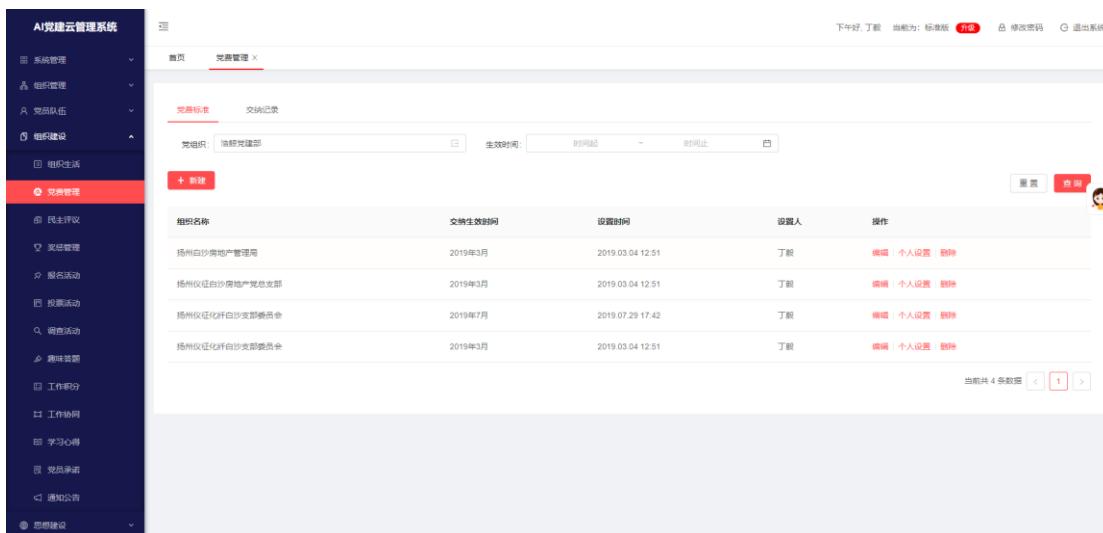 AI党建云管理系统
下午好, 丁毅 当前为: 标准版 升级 修改密码 退出系统
系统管理
首页 党费管理 ×
组织管理
党员队伍
党费标准 交纳记录
组织建设
党组织: 浩鲸党建部 生效时间: 时间起 ~ 时间止
组织生活
+ 新建 重置 查询
党费管理
民主评议
组织名称 交纳生效时间 设置时间 设置人 操作
奖惩管理
扬州白沙房地产管理局 2019年3月 2019.03.04 12:51 丁毅 编辑 个人设置 删除
报名活动
扬州仪征白沙房地产党总支部 2019年3月 2019.03.04 12:51 丁毅 编辑 个人设置 删除
投票活动
扬州仪征化纤白沙支部委员会 2019年7月 2019.07.29 17:42 丁毅 编辑 个人设置 删除
调查活动
扬州仪征化纤白沙支部委员会 2019年3月 2019.03.04 12:51 丁毅 编辑 个人设置 删除
趣味答题
当前共 4 条数据 < 1 >
工作积分
工作协同
学习心得
党员承诺
通知公告
思想建设